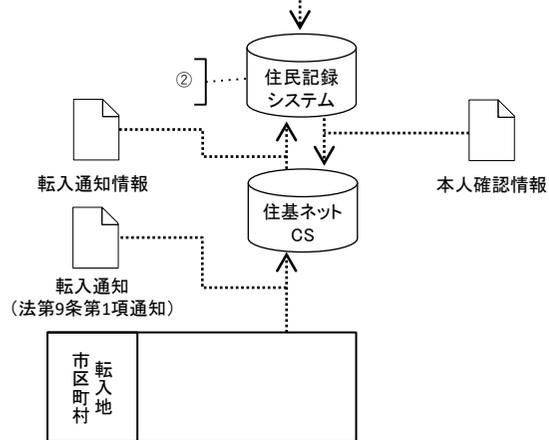 ②
住民記録
システム
転入通知情報
本人確認情報
住基ネット
CS
転入通知
（法第9条第1項通知）
転入地
市区町村